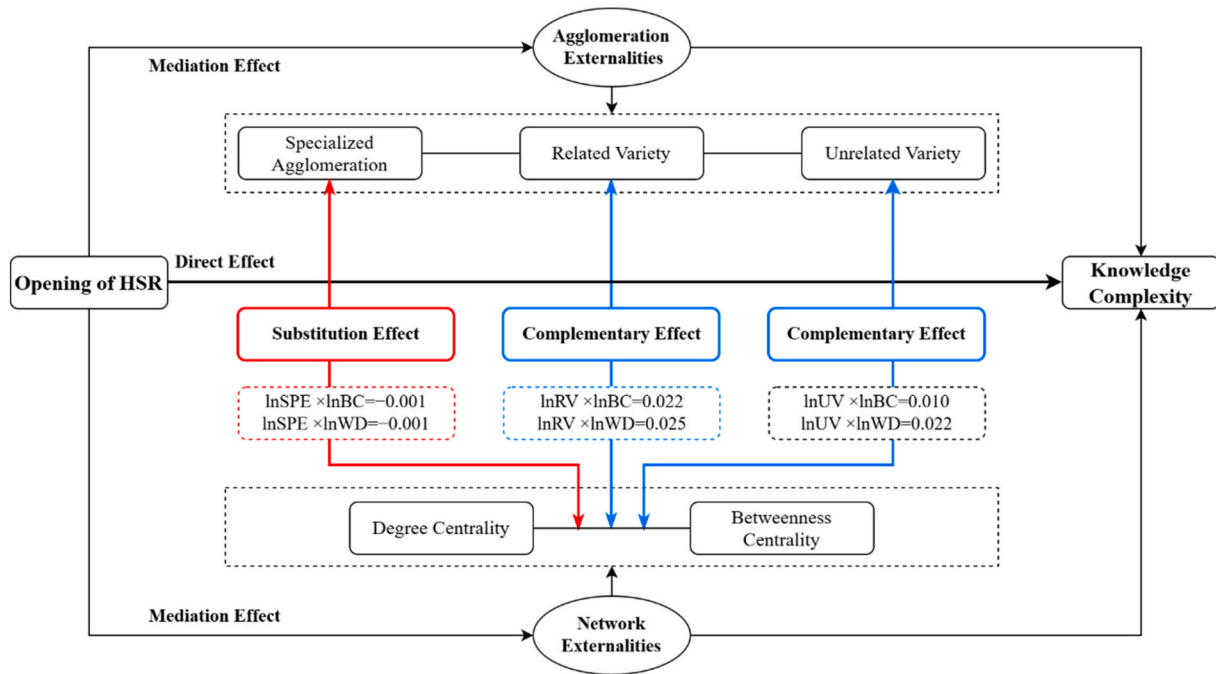 Agglomeration
Externalities
Mediation Effect
Specialized
Agglomeration
Related Variety
Unrelated Variety
Direct Effect
Opening of HSR
Knowledge
Complexity
Substitution Effect
Complementary Effect
Complementary Effect
lnSPE ×lnBC=−0.001
lnSPE ×lnWD=−0.001
lnRV ×lnBC=0.022
lnRV ×lnWD=0.025
lnUV ×lnBC=0.010
lnUV ×lnWD=0.022
Degree Centrality
Betweenness
Centrality
Mediation Effect
Network
Externalities